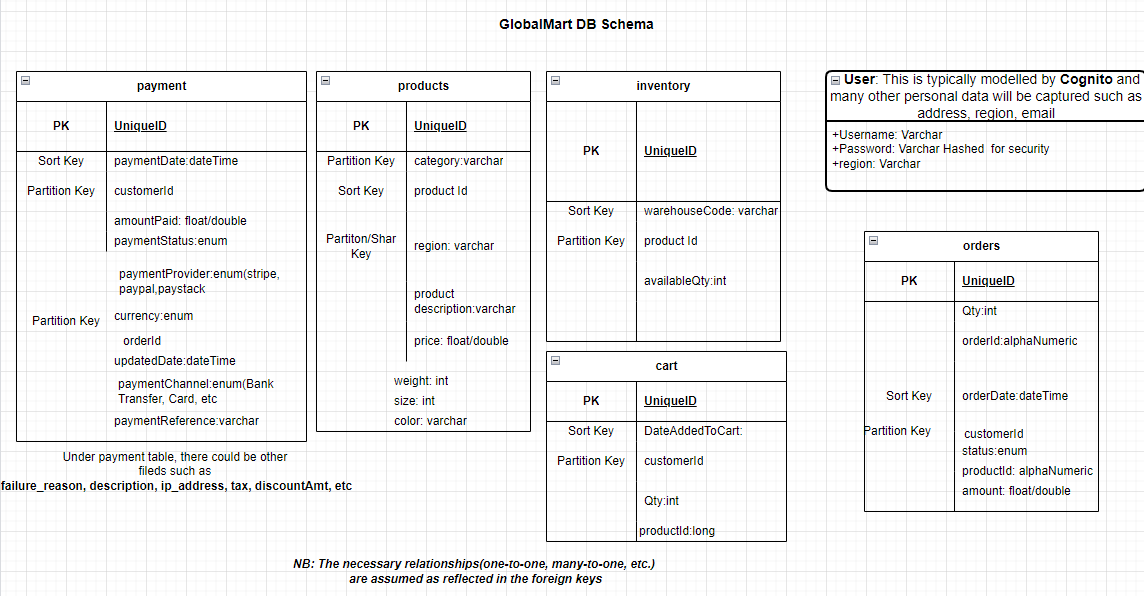 GlobalMart DB Schema
payment
PK
UniqueID
Sort Key
paymentDate:dateTime
Partition Key
customerId
amountPaid: float/double
paymentStatus:enum
paymentProvider:enum(stripe,
paypal,paystack
currency:enum
Partition Key
orderId
updatedDate:dateTime
paymentChannel:enum(Bank
Transfer, Card, etc
paymentReference:varchar
Under payment table, there could be other
fileds such as
failure_reason, description, ip_address, tax, discountAmt, etc
products
PK
UniqueID
Partition Key
category:varchar
Sort Key
product Id
Partiton/Shar
Key
region: varchar
product
description:varchar
price: float/double
weight: int
size: int
color: varchar
inventory
PK
UniqueID
Sort Key
warehouseCode: varchar
Partition Key
product Id
availableQty:int
cart
PK
UniqueID
Sort Key
DateAddedToCart:
Partition Key
customerId
Qty:int
productId:long
User: This is typically modelled by Cognito and
many other personal data will be captured such as
address, region, email
+Username: Varchar
+Password: Varchar Hashed for security
+region: Varchar
orders
PK
UniqueID
Qty:int
orderId:alphaNumeric
Sort Key
orderDate:dateTime
Partition Key
customerId
status:enum
productId: alphaNumeric
amount: float/double
NB: The necessary relationships(one-to-one, many-to-one, etc.)
are assumed as reflected in the foreign keys